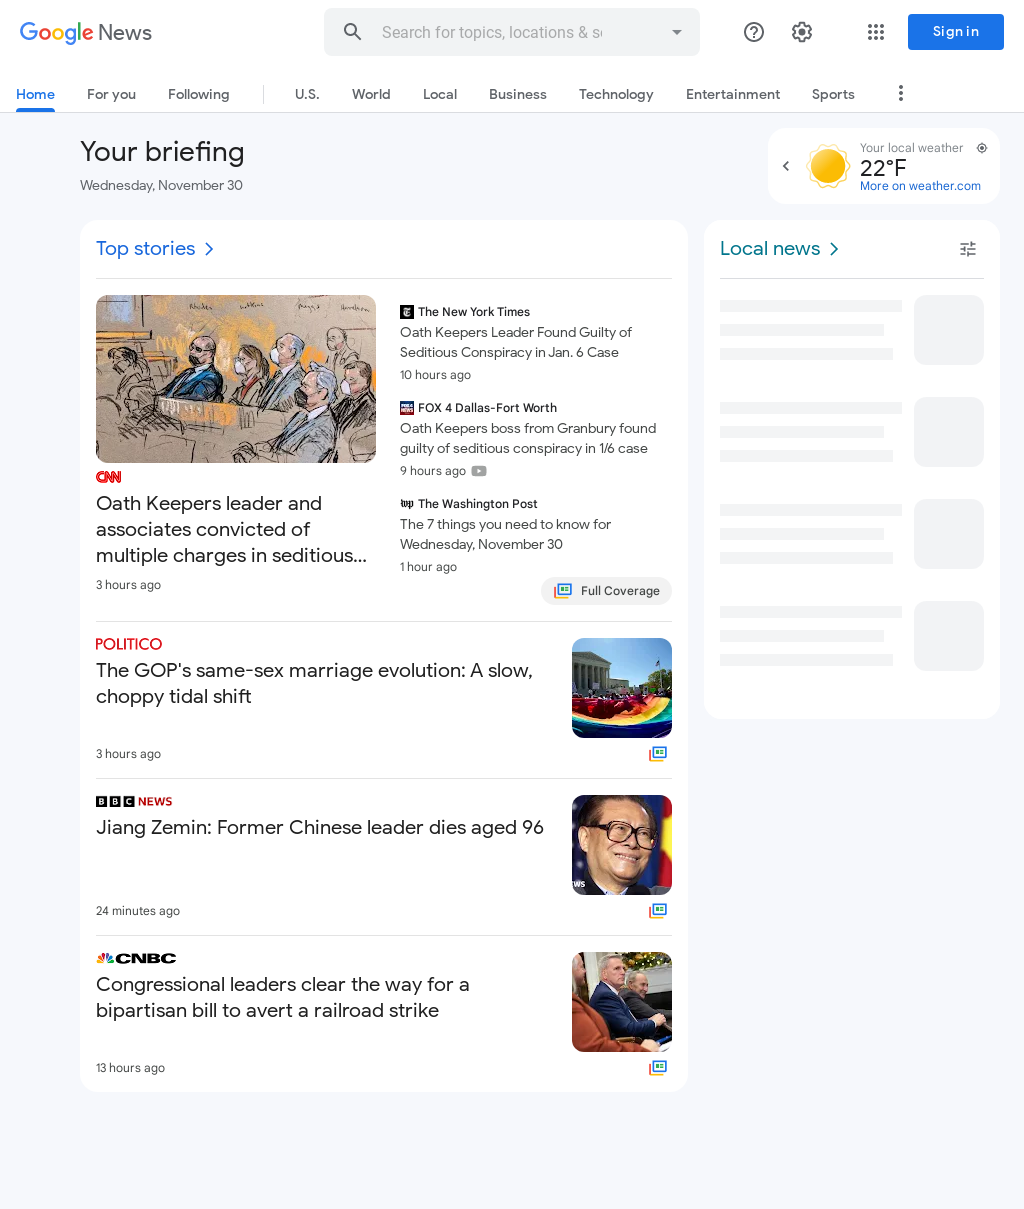 Google News
Search for topics, locations & so
Sign in
Home
For you
Following
U.S.
World
Local
Business
Technology
Entertainment
Sports
Your briefing
Wednesday, November 30
Your local weather
22°F
More on weather.com
Top stories
CNN
Oath Keepers leader and
associates convicted of
multiple charges in seditious...
3 hours ago
The New York Times
Oath Keepers Leader Found Guilty of
Seditious Conspiracy in Jan. 6 Case
10 hours ago
FOX 4 Dallas-Fort Worth
Oath Keepers boss from Granbury found
guilty of seditious conspiracy in 1/6 case
9 hours ago
The Washington Post
The 7 things you need to know for
Wednesday, November 30
1 hour ago
Full Coverage
POLITICO
The GOP's same-sex marriage evolution: A slow,
choppy tidal shift
3 hours ago
BBC NEWS
Jiang Zemin: Former Chinese leader dies aged 96
24 minutes ago
CNBC
Congressional leaders clear the way for a
bipartisan bill to avert a railroad strike
13 hours ago
Local news